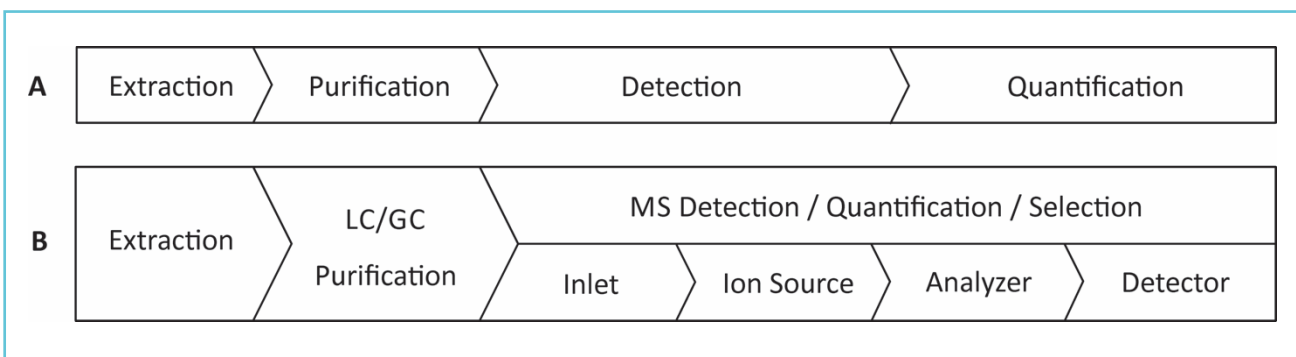 A Extraction Purification Detection Quantification
B Extraction LC/GC Purification MS Detection / Quantification / Selection
Inlet Ion Source Analyzer Detector